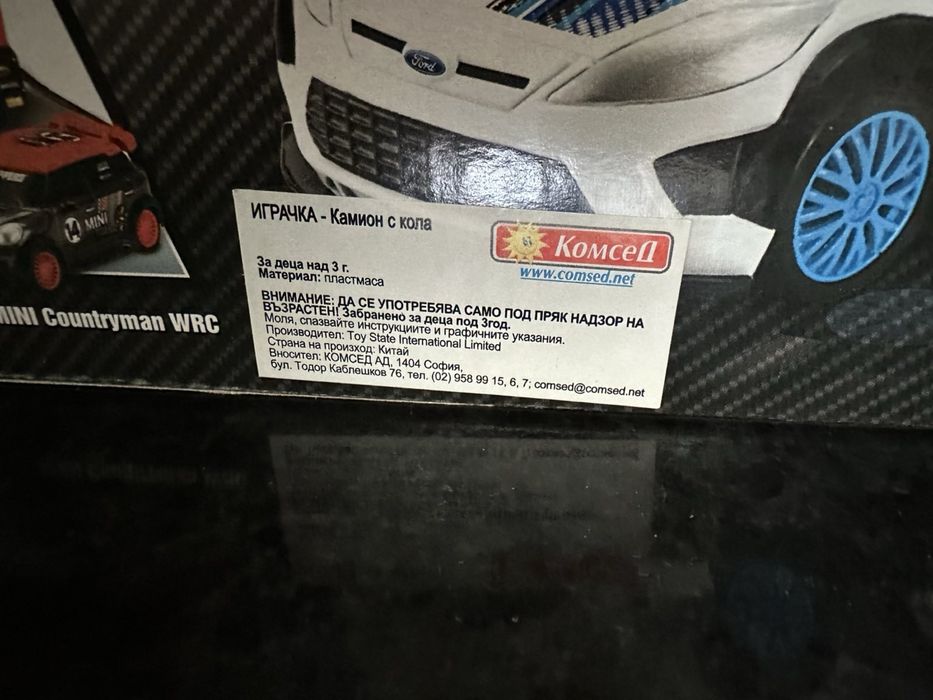 Ford
14
MINI
MINI Countryman WRC
ИГРАЧКА - Камион с кола
КомсеД
www.comsed.net
За деца над 3 г.
Материал: пластмаса
ВНИМАНИЕ: ДА СЕ УПОТРЕБЯВА САМО ПОД ПРЯК НАДЗОР НА
ВЪЗРАСТЕН! Забранено за деца под 3год.
Моля, спазвайте инструкциите и графичните указания.
Производител: Toy State International Limited
Страна на произход: Китай
Вносител: КОМСЕД АД, 1404 София,
бул. Тодор Каблешков 76, тел. (02) 958 99 15, 6, 7; comsed@comsed.net